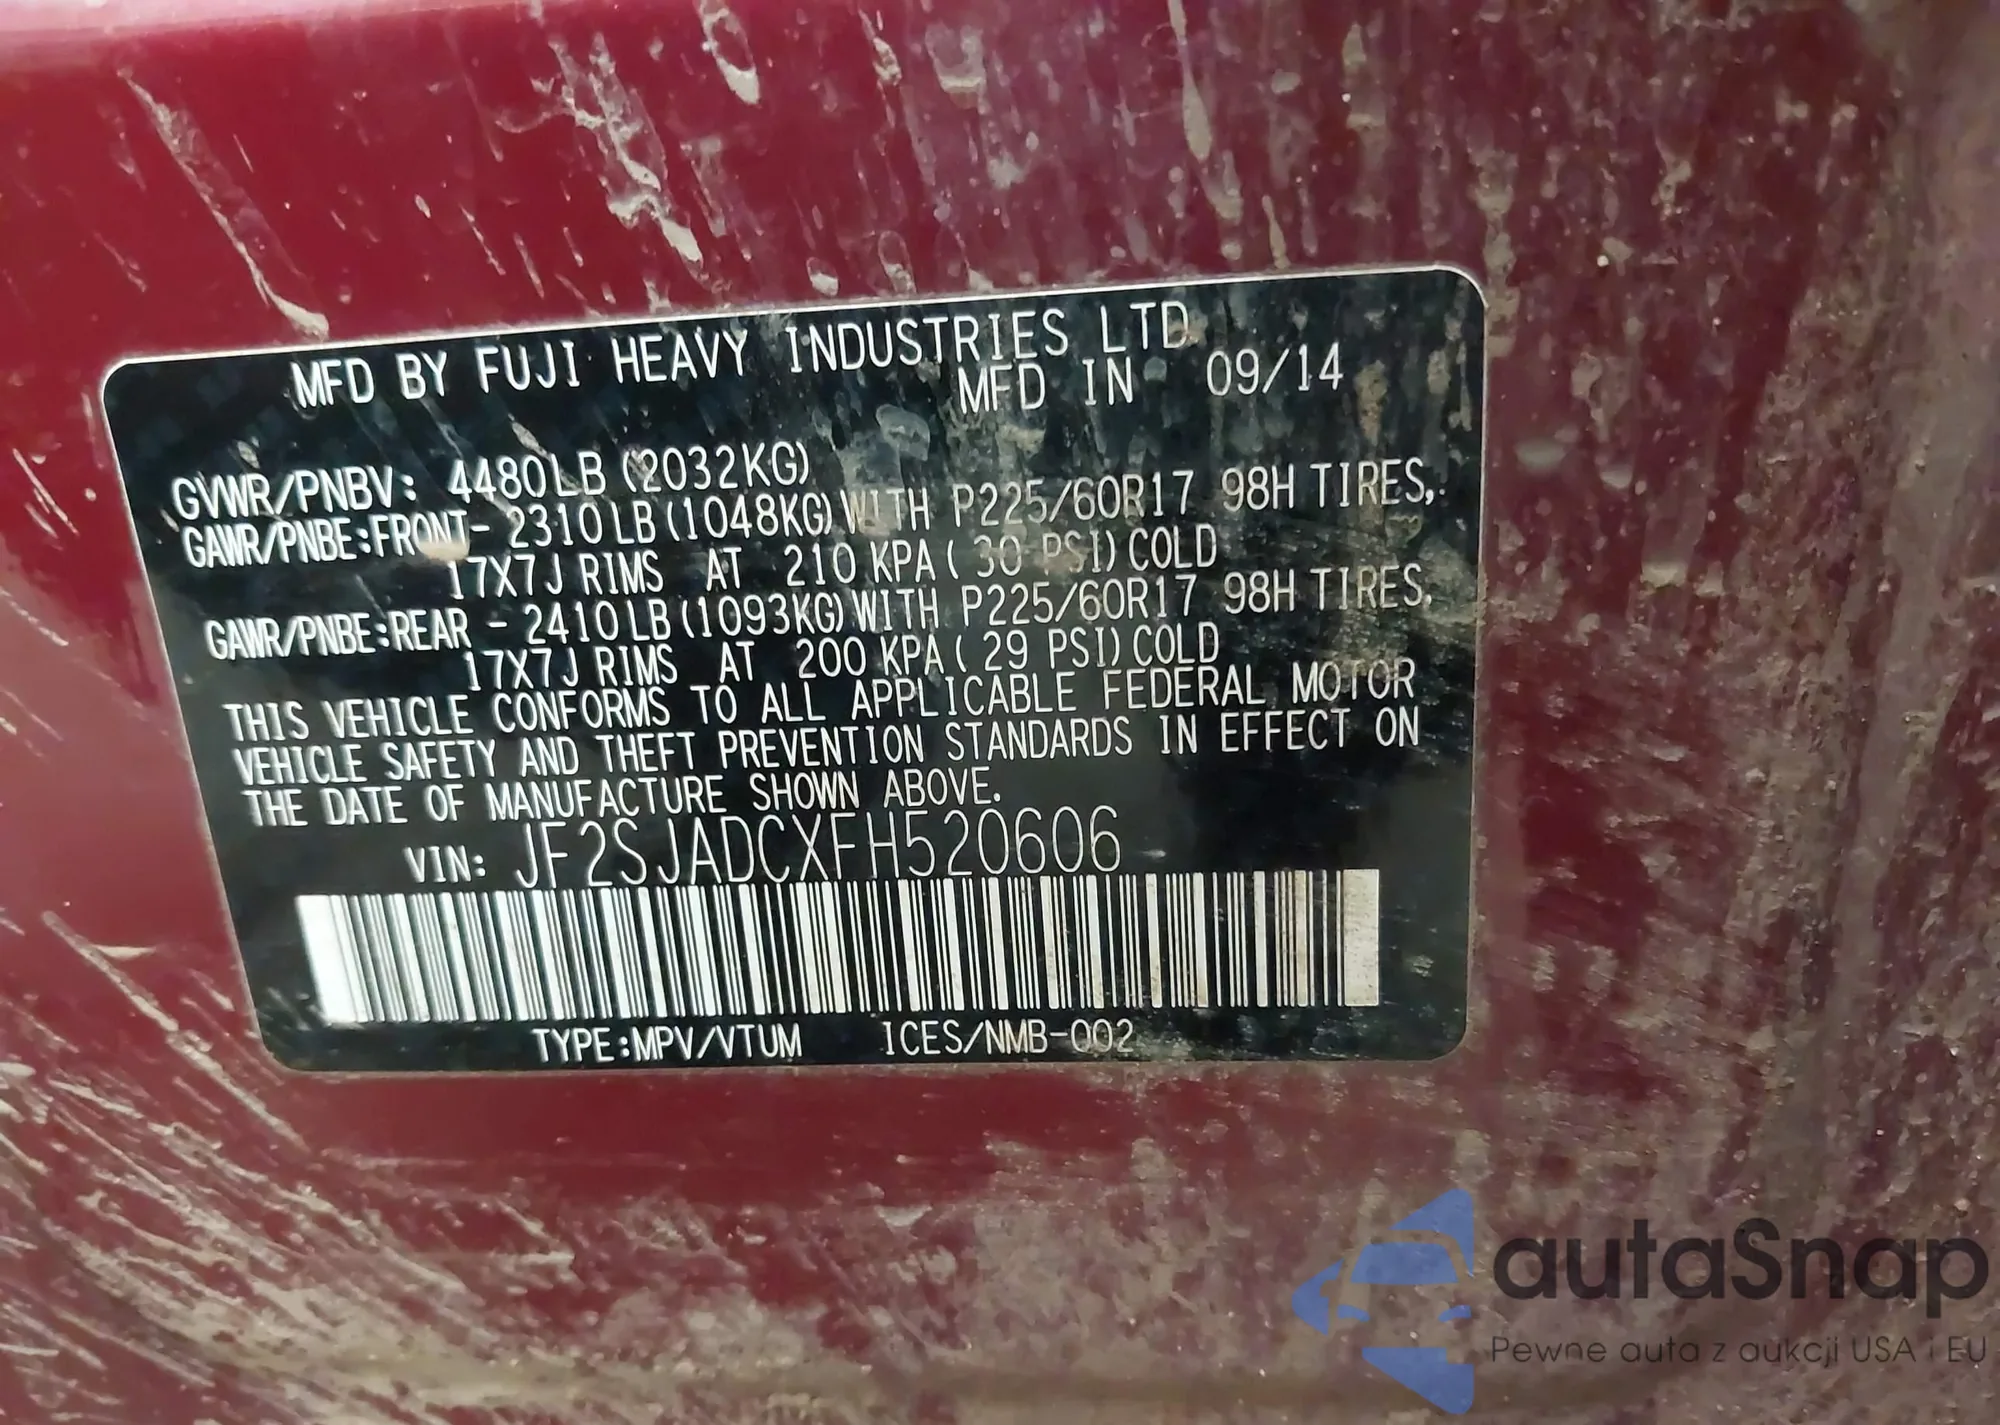 MFD BY FUJI HEAVY INDUSTRIES LTD.
MFD IN 09/14
GVWR/PNBV: 4480LB (2032KG)
GAWR/PNBE:FRONT- 2310LB(1048KG)WITH P225/60R17 98H TIRES,
17X7J RIMS AT 210 KPA( 30 PSI)COLD
GAWR/PNBE:REAR - 2410LB(1093KG)WITH P225/60R17 98H TIRES,
17X7J RIMS AT 200 KPA( 29 PSI)COLD
THIS VEHICLE CONFORMS TO ALL APPLICABLE FEDERAL MOTOR
VEHICLE SAFETY AND THEFT PREVENTION STANDARDS IN EFFECT ON
THE DATE OF MANUFACTURE SHOWN ABOVE.
VIN: JF2SJADCXFH520606
TYPE:MPV/VTUM ICES/NMB-002
autaSnap
Pewne auta z aukcji USA i EU